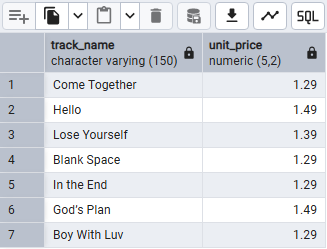 SQL
track_name unit_price
character varying (150) numeric (5,2)
1 Come Together 1.29
2 Hello 1.49
3 Lose Yourself 1.39
4 Blank Space 1.29
5 In the End 1.29
6 God's Plan 1.49
7 Boy With Luv 1.29